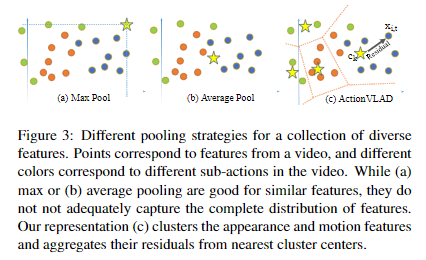 x_it
c_k
Residual
(a) Max Pool (b) Average Pool (c) ActionVLAD
Figure 3: Different pooling strategies for a collection of diverse
features. Points correspond to features from a video, and different
colors correspond to different sub-actions in the video. While (a)
max or (b) average pooling are good for similar features, they do
not not adequately capture the complete distribution of features.
Our representation (c) clusters the appearance and motion features
and aggregates their residuals from nearest cluster centers.